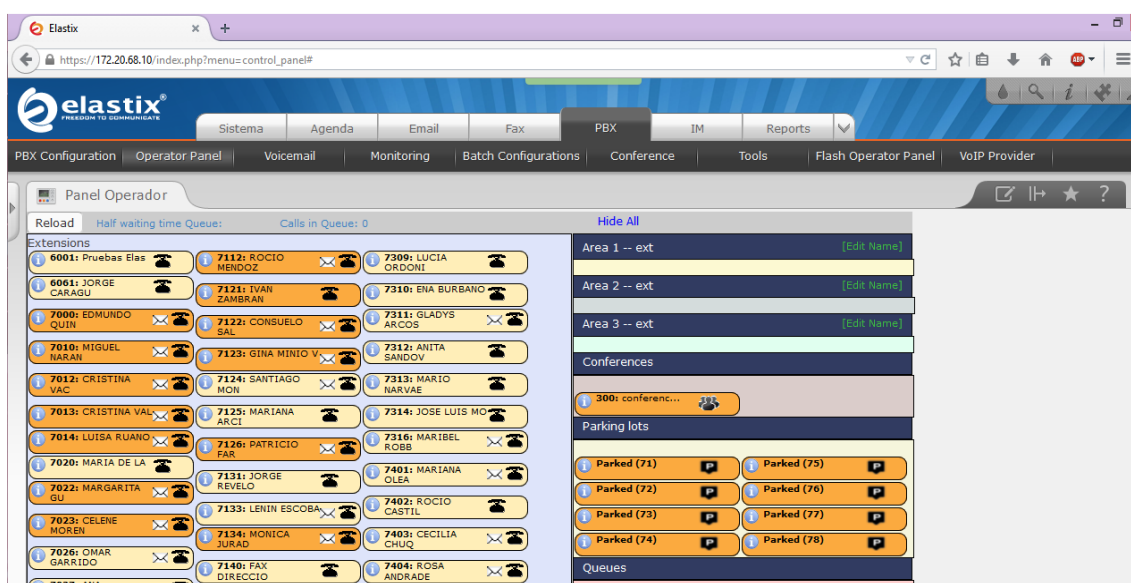 Elastix
https://172.20.68.10/index.php?menu=control_panel#
ABP
elastix®
FREEDOM TO COMMUNICATE
Sistema Agenda Email Fax PBX IM Reports
PBX Configuration Operator Panel Voicemail Monitoring Batch Configurations Conference Tools Flash Operator Panel VoIP Provider
Panel Operador
Reload Half waiting time Queue: Calls in Queue: 0
Hide All
Extensions
6001: Pruebas Elas
6061: JORGE
CARAGU
7000: EDMUNDO
QUIN
7010: MIGUEL
NARAN
7012: CRISTINA
VAC
7013: CRISTINA VAL
7014: LUISA RUANO
7020: MARIA DE LA
7022: MARGARITA
GU
7023: CELENE
MOREN
7026: OMAR
GARRIDO
7112: ROCIO
MENDOZ
7121: IVAN
ZAMBRAN
7122: CONSUELO
SAL
7123: GINA MINIO V
7124: SANTIAGO
MON
7125: MARIANA
ARCI
7126: PATRICIO
FAR
7131: JORGE
REVELO
7133: LENIN ESCOBA
7134: MONICA
JURAD
7140: FAX
DIRECCIO
7309: LUCIA
ORDONI
7310: ENA BURBANO
7311: GLADYS
ARCOS
7312: ANITA
SANDOV
7313: MARIO
NARVAE
7314: JOSE LUIS MO
7316: MARIBEL
ROBB
7401: MARIANA
OLEA
7402: ROCIO
CASTIL
7403: CECILIA
CHUQ
7404: ROSA
ANDRADE
Area 1 -- ext [Edit Name]
Area 2 -- ext [Edit Name]
Area 3 -- ext [Edit Name]
Conferences
300: conferenc...
Parking lots
Parked (71) Parked (75)
Parked (72) Parked (76)
Parked (73) Parked (77)
Parked (74) Parked (78)
Queues